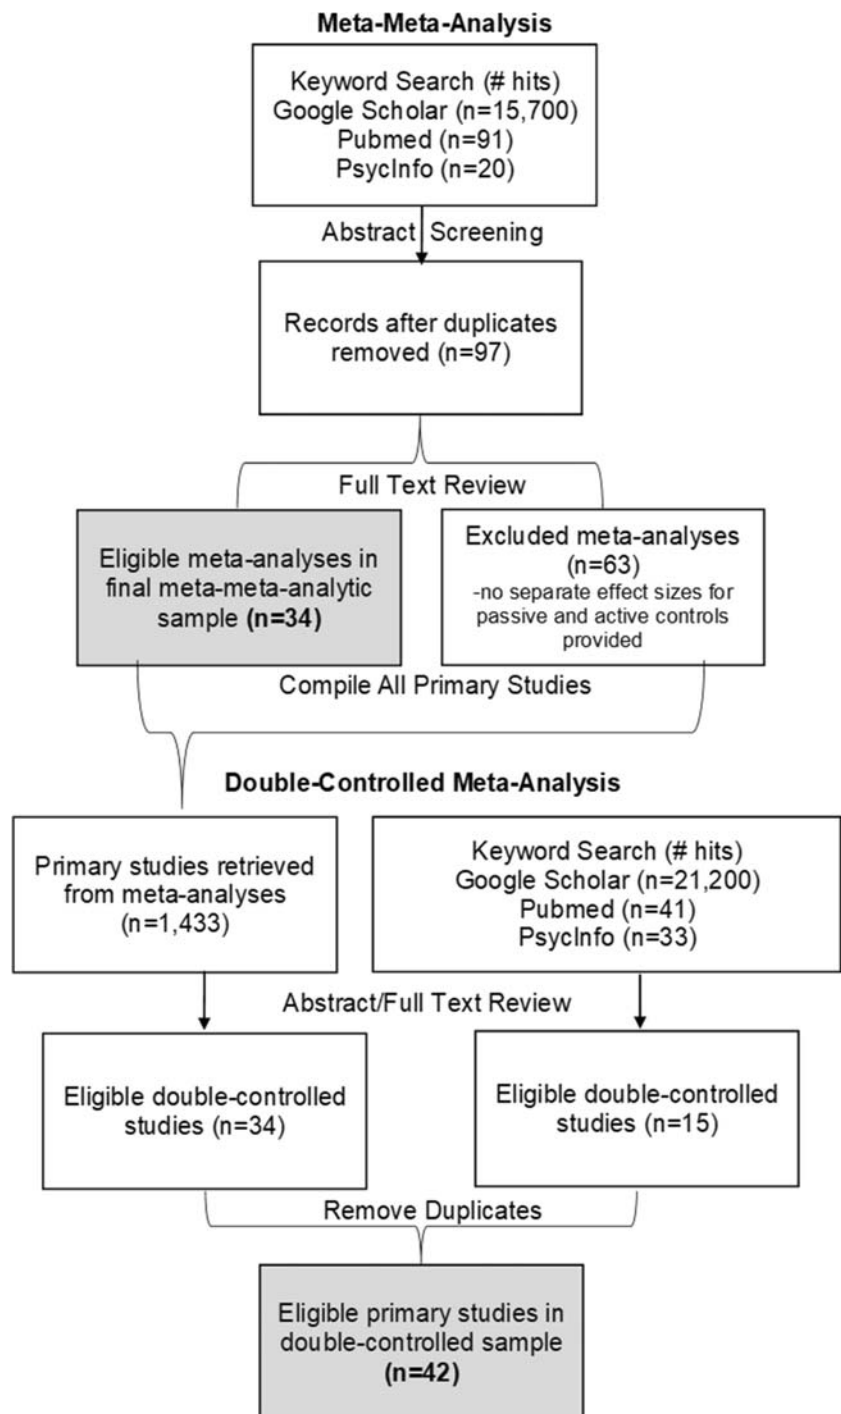 Meta-Meta-Analysis
Keyword Search (# hits)
Google Scholar (n=15,700)
Pubmed (n=91)
PsycInfo (n=20)
Abstract Screening
Records after duplicates
removed (n=97)
Full Text Review
Eligible meta-analyses in
final meta-meta-analytic
sample (n=34)
Excluded meta-analyses
(n=63)
-no separate effect sizes for
passive and active controls
provided
Compile All Primary Studies
Double-Controlled Meta-Analysis
Primary studies retrieved
from meta-analyses
(n=1,433)
Keyword Search (# hits)
Google Scholar (n=21,200)
Pubmed (n=41)
PsycInfo (n=33)
Abstract/Full Text Review
Eligible double-controlled
studies (n=34)
Eligible double-controlled
studies (n=15)
Remove Duplicates
Eligible primary studies in
double-controlled sample
(n=42)